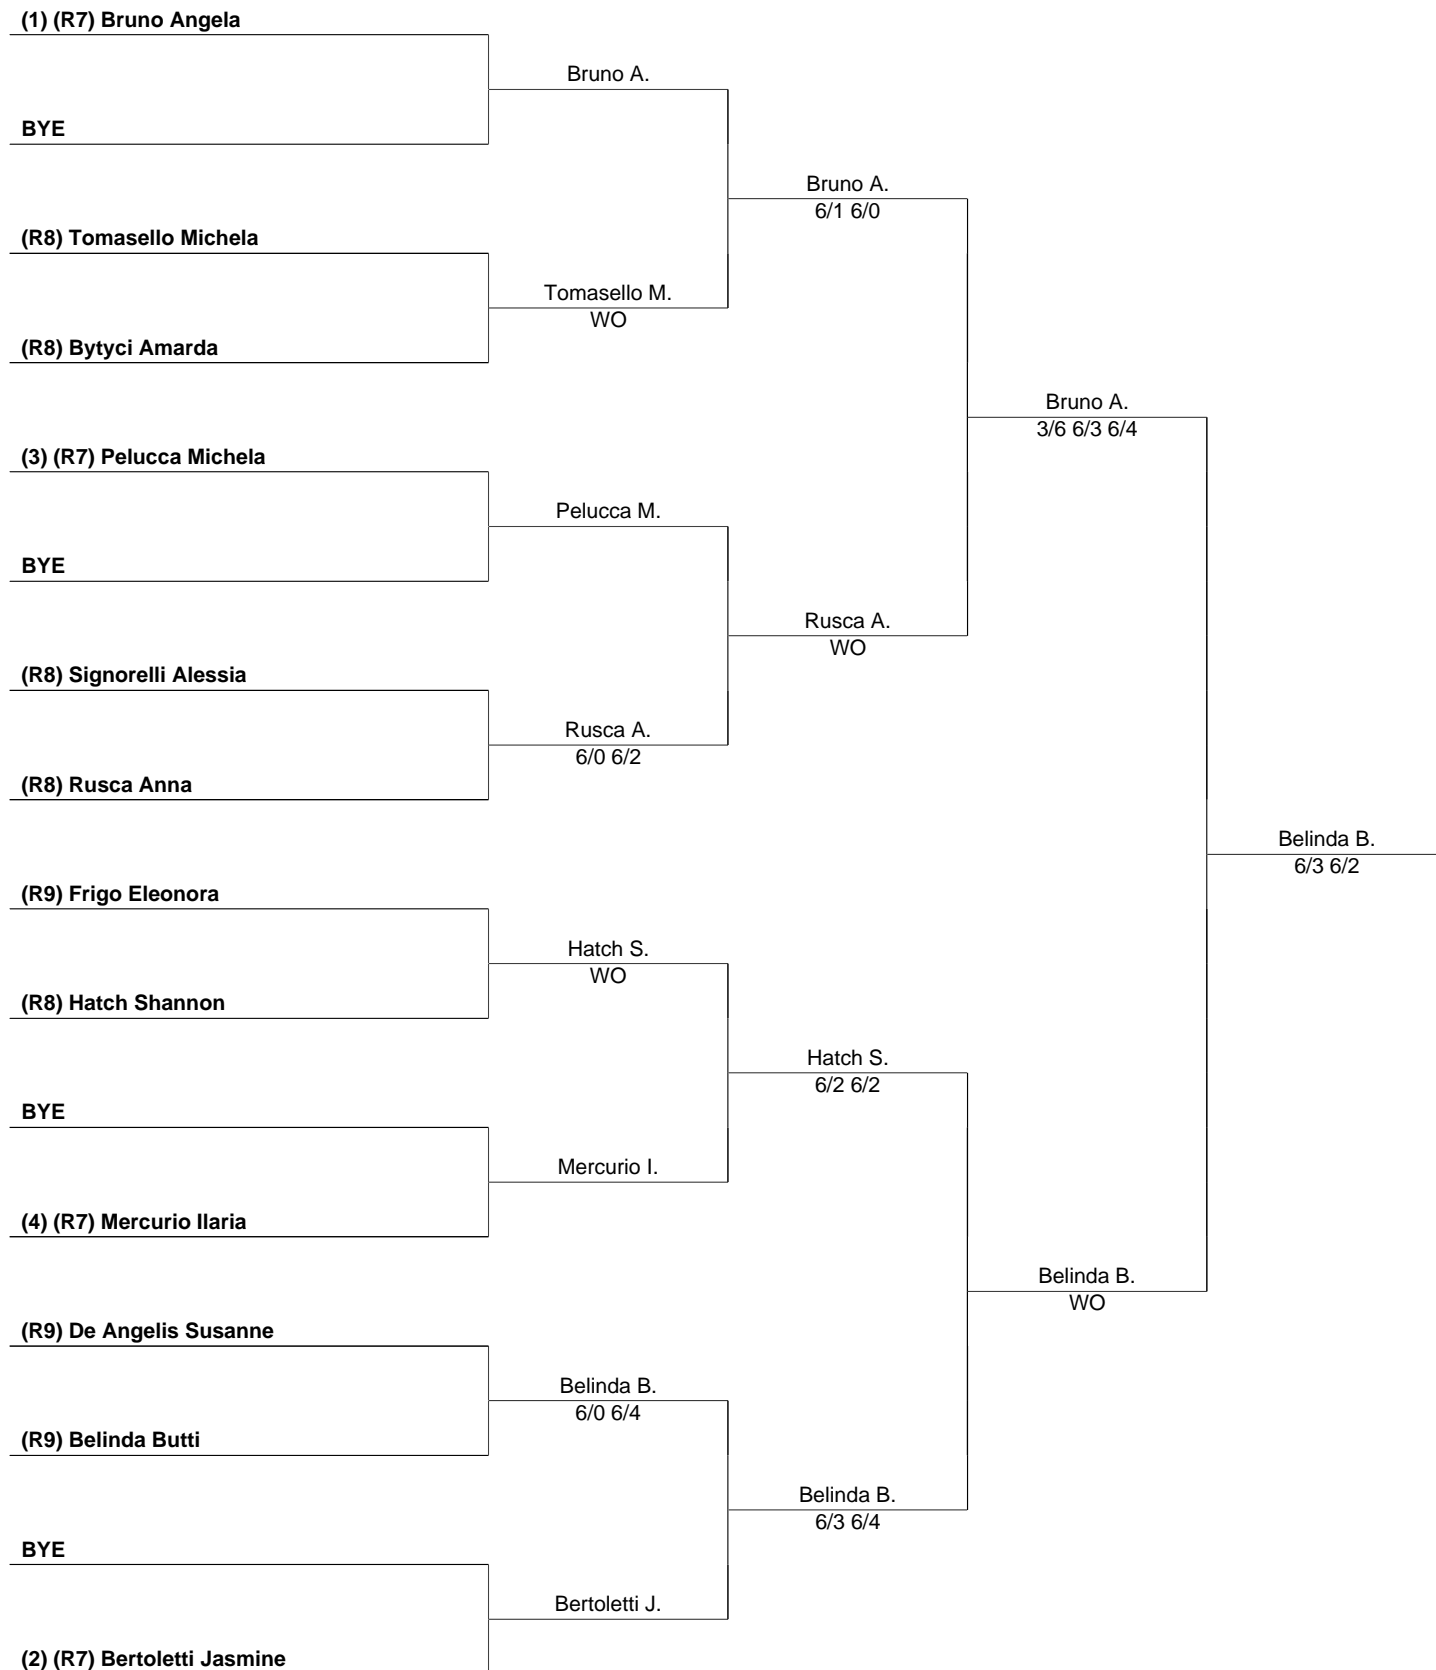 (1) (R7) Bruno Angela
Bruno A.
BYE
Bruno A.
6/1 6/0
(R8) Tomasello Michela
Tomasello M.
WO
(R8) Bytyci Amarda
Bruno A.
3/6 6/3 6/4
(3) (R7) Pelucca Michela
Pelucca M.
BYE
Rusca A.
WO
(R8) Signorelli Alessia
Rusca A.
6/0 6/2
(R8) Rusca Anna
Belinda B.
6/3 6/2
(R9) Frigo Eleonora
Hatch S.
WO
(R8) Hatch Shannon
Hatch S.
6/2 6/2
BYE
Mercurio I.
(4) (R7) Mercurio Ilaria
Belinda B.
WO
(R9) De Angelis Susanne
Belinda B.
6/0 6/4
(R9) Belinda Butti
Belinda B.
6/3 6/4
BYE
Bertoletti J.
(2) (R7) Bertoletti Jasmine